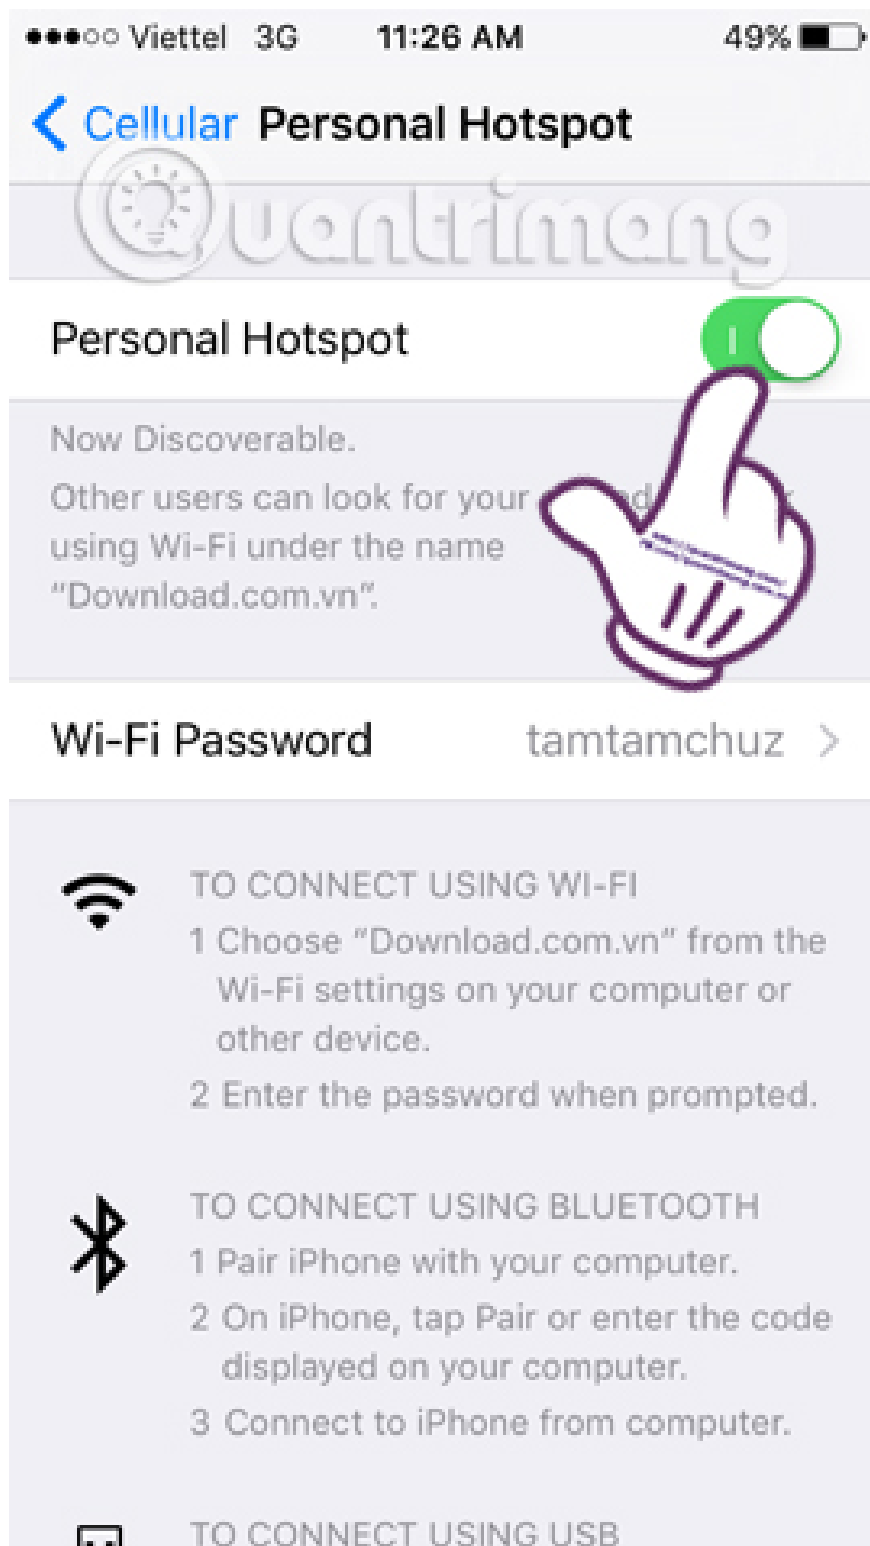 Viettel 3G 11:26 AM 49%
Cellular Personal Hotspot
Quantrimang
Personal Hotspot
Now Discoverable.
Other users can look for your
using Wi-Fi under the name
“Download.com.vn”.
Wi-Fi Password tamtamchuz
TO CONNECT USING WI-FI
1 Choose “Download.com.vn” from the
Wi-Fi settings on your computer or
other device.
2 Enter the password when prompted.
TO CONNECT USING BLUETOOTH
1 Pair iPhone with your computer.
2 On iPhone, tap Pair or enter the code
displayed on your computer.
3 Connect to iPhone from computer.
TO CONNECT USING USB